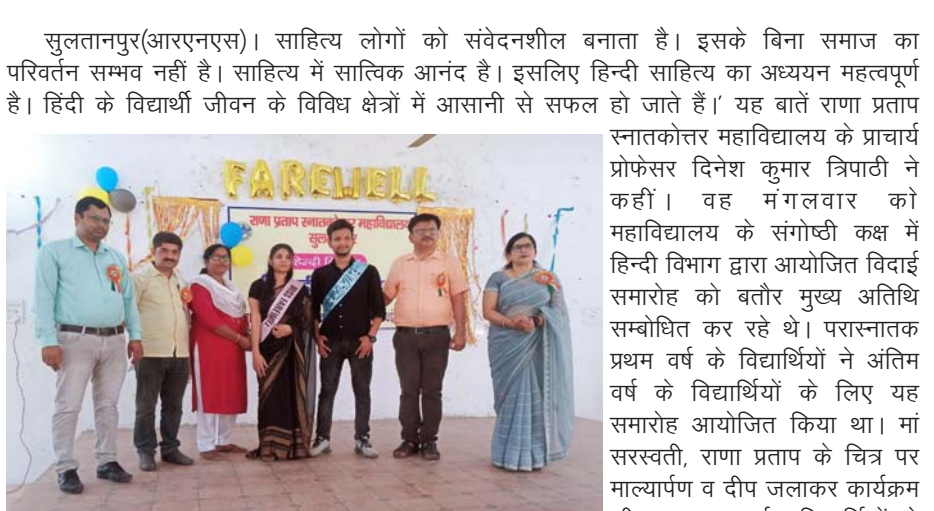 सुलतानपुर(आरएनएस)। साहित्य लोगों को संवेदनशील बनाता है। इसके बिना समाज का
परिवर्तन सम्भव नहीं है। साहित्य में सात्विक आनंद है। इसलिए हिन्दी साहित्य का अध्ययन महत्वपूर्ण
है। हिंदी के विद्यार्थी जीवन के विविध क्षेत्रों में आसानी से सफल हो जाते हैं।’ यह बातें राणा प्रताप
स्नातकोत्तर महाविद्यालय के प्राचार्य
प्रोफेसर दिनेश कुमार त्रिपाठी ने
कहीं। वह मंगलवार को
महाविद्यालय के संगोष्ठी कक्ष में
हिन्दी विभाग द्वारा आयोजित विदाई
समारोह को बतौर मुख्य अतिथि
सम्बोधित कर रहे थे। परास्नातक
प्रथम वर्ष के विद्यार्थियों ने अंतिम
वर्ष के विद्यार्थियों के लिए यह
समारोह आयोजित किया था। मां
सरस्वती, राणा प्रताप के चित्र पर
माल्यार्पण व दीप जलाकर कार्यक्रम
FAREWELL
राणा प्रताप स्नातकोत्तर महाविद्यालय
हिन्दी